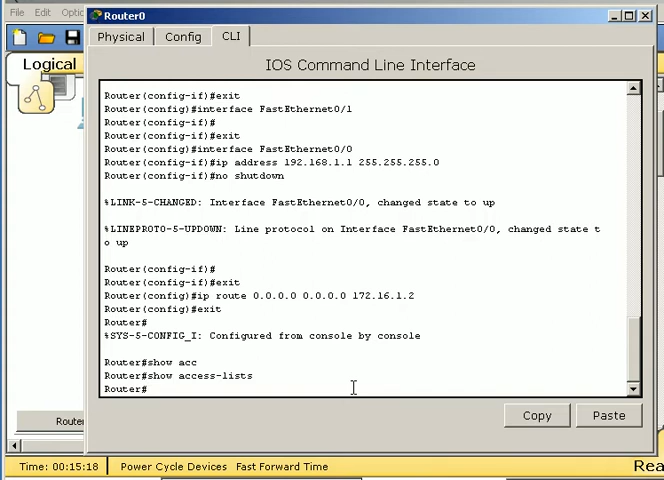 Router0
File Edit Optic
Physical Config CLI
Logical
IOS Command Line Interface
Router(config-if)#exit
Router(config)#interface FastEthernet0/1
Router(config-if)#
Router(config-if)#exit
Router(config)#interface FastEthernet0/0
Router(config-if)#ip address 192.168.1.1 255.255.255.0
Router(config-if)#no shutdown
%LINK-5-CHANGED: Interface FastEthernet0/0, changed state to up
%LINEPROTO-5-UPDOWN: Line protocol on Interface FastEthernet0/0, changed state t
o up
Router(config-if)#
Router(config-if)#exit
Router(config)#ip route 0.0.0.0 0.0.0.0 172.16.1.2
Router(config)#exit
Router#
%SYS-5-CONFIG_I: Configured from console by console
Router#show acc
Router#show access-lists
Router#
Copy Paste
Router
Time: 00:15:18 Power Cycle Devices Fast Forward Time Rea